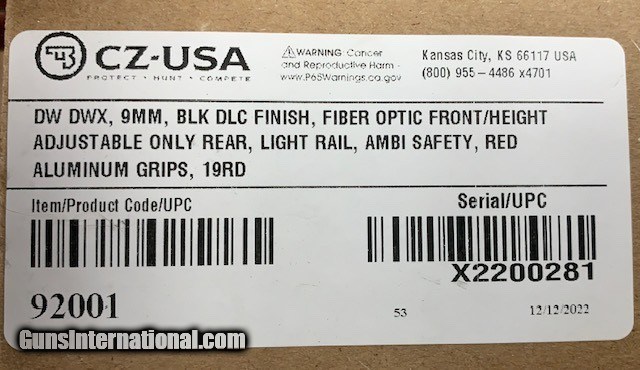 CZ-USA
PROTECT • HUNT • COMPETE
⚠WARNING: Cancer
and Reproductive Harm -
www.P65Warnings.ca.gov
Kansas City, KS 66117 USA
(800) 955-4486 x4701
DW DWX, 9MM, BLK DLC FINISH, FIBER OPTIC FRONT/HEIGHT
ADJUSTABLE ONLY REAR, LIGHT RAIL, AMBI SAFETY, RED
ALUMINUM GRIPS, 19RD
Item/Product Code/UPC
Serial/UPC
X2200281
92001
53
12/12/2022
GunsInternational.com